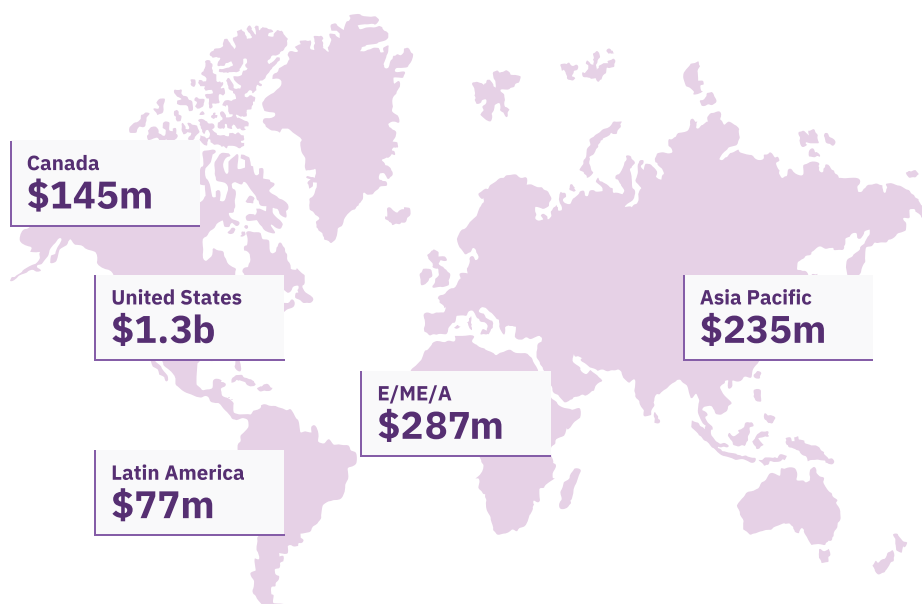 Canada
$145m
United States
$1.3b
Asia Pacific
$235m
E/ME/A
$287m
Latin America
$77m